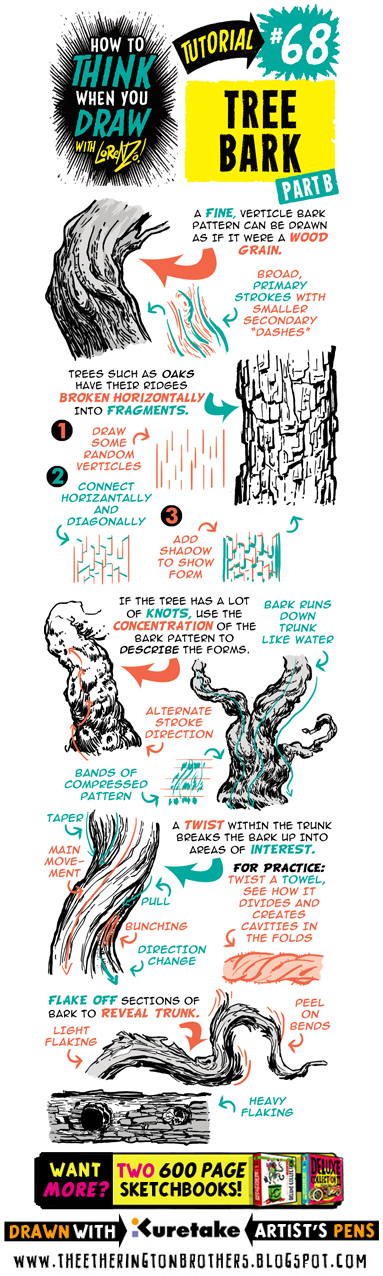 HOW TO
THINK
WHEN YOU
DRAW
WITH LORENZO!
TUTORIAL
#68
TREE
BARK
PART B
A FINE, VERTICLE BARK
PATTERN CAN BE DRAWN
AS IF IT WERE A WOOD
GRAIN.
BROAD,
PRIMARY
STROKES WITH
SMALLER
SECONDARY
"DASHES"
TREES SUCH AS OAKS
HAVE THEIR RIDGES
BROKEN HORIZONTALLY
INTO FRAGMENTS.
1
DRAW
SOME
RANDOM
VERTICLES
2
CONNECT
HORIZANTALLY
AND
DIAGONALLY
3
ADD
SHADOW
TO SHOW
FORM
IF THE TREE HAS A LOT
OF KNOTS, USE THE
CONCENTRATION OF THE
BARK PATTERN TO
DESCRIBE THE FORMS.
BARK RUNS
DOWN
TRUNK
LIKE WATER
ALTERNATE
STROKE
DIRECTION
BANDS OF
COMPRESSED
PATTERN
TAPER
MAIN
MOVE-
MENT
PULL
BUNCHING
DIRECTION
CHANGE
A TWIST WITHIN THE TRUNK
BREAKS THE BARK UP INTO
AREAS OF INTEREST.
FOR PRACTICE:
TWIST A TOWEL,
SEE HOW IT
DIVIDES AND
CREATES
CAVITIES IN
THE FOLDS
FLAKE OFF SECTIONS OF
BARK TO REVEAL TRUNK.
LIGHT
FLAKING
PEEL
ON
BENDS
HEAVY
FLAKING
WANT
MORE?
TWO 600 PAGE
SKETCHBOOKS!
DELUXE
COLLECTION
DRAWN WITH Kuretake ARTIST'S PENS
WWW.THEETHERINGTONBROTHERS.BLOGSPOT.COM